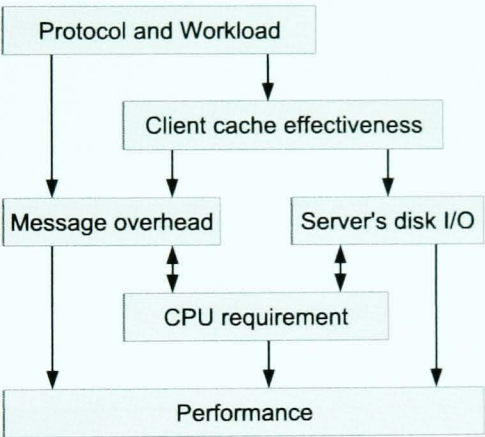 Protocol and Workload
Client cache effectiveness
Message overhead
Server's disk I/O
CPU requirement
Performance